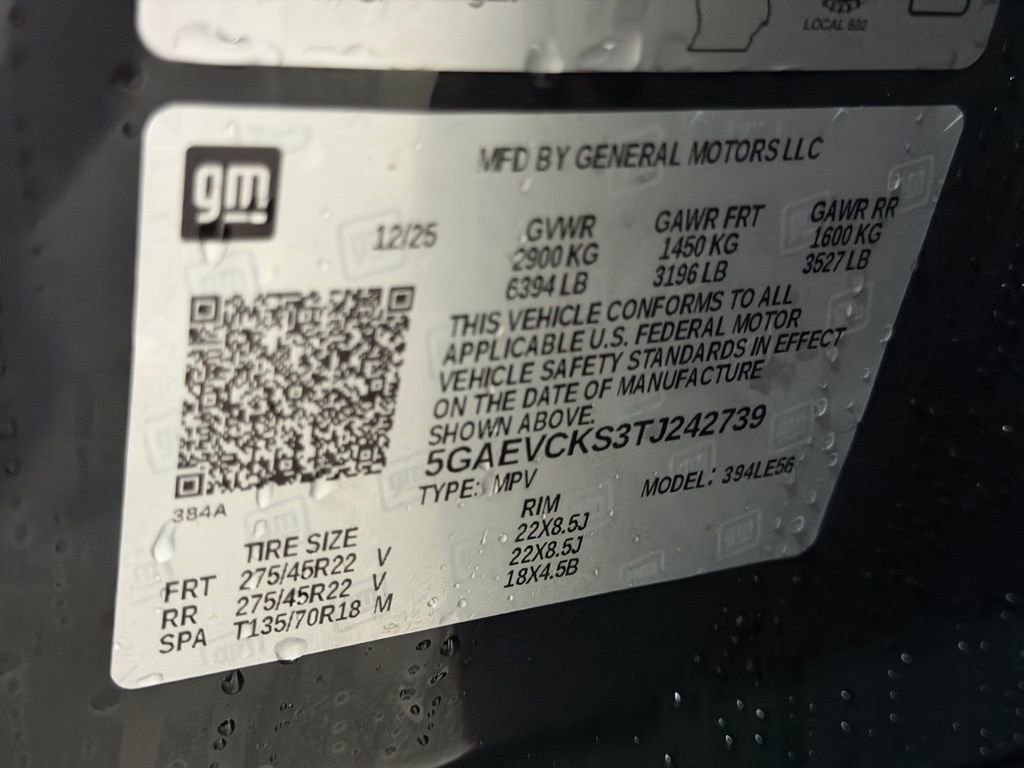 LOCAL 602
gm
MFD BY GENERAL MOTORS LLC
12/25
GVWR GAWR FRT GAWR RR
2900 KG 1450 KG 1600 KG
6394 LB 3196 LB 3527 LB
THIS VEHICLE CONFORMS TO ALL
APPLICABLE U.S. FEDERAL MOTOR
VEHICLE SAFETY STANDARDS IN EFFECT
ON THE DATE OF MANUFACTURE
SHOWN ABOVE.
5GAEVCKS3TJ242739
TYPE: MPV MODEL: 394LE56
384A
TIRE SIZE RIM
FRT 275/45R22 V 22X8.5J
RR 275/45R22 V 22X8.5J
SPA T135/70R18 M 18X4.5B